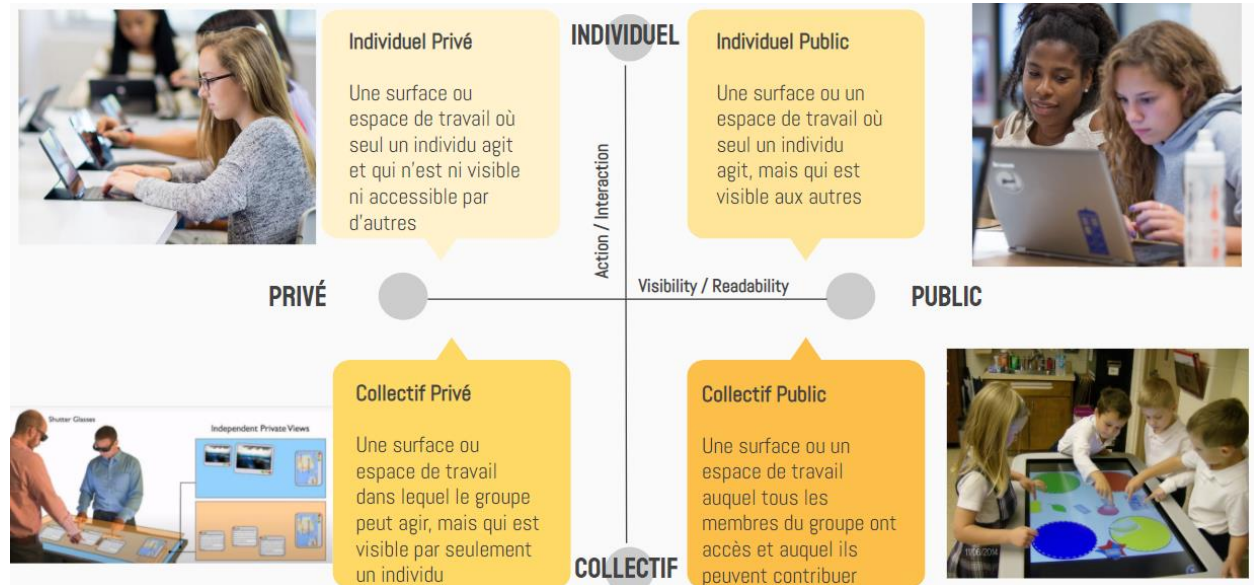 INDIVIDUEL
Individuel Privé
Une surface ou
espace de travail où
seul un individu agit
et qui n'est ni visible
ni accessible par
d'autres
Individuel Public
Une surface ou un
espace de travail où
seul un individu
agit, mais qui est
visible aux autres
Action / Interaction
Visibility / Readability
PRIVÉ
PUBLIC
Collectif Privé
Une surface ou
espace de travail
dans lequel le groupe
peut agir, mais qui est
visible par seulement
un individu
Collectif Public
Une surface ou un
espace de travail
auquel tous les
membres du groupe ont
accès et auquel ils
peuvent contribuer
COLLECTIF
Shutter Glasses
Independent Private Views
11/06/2014